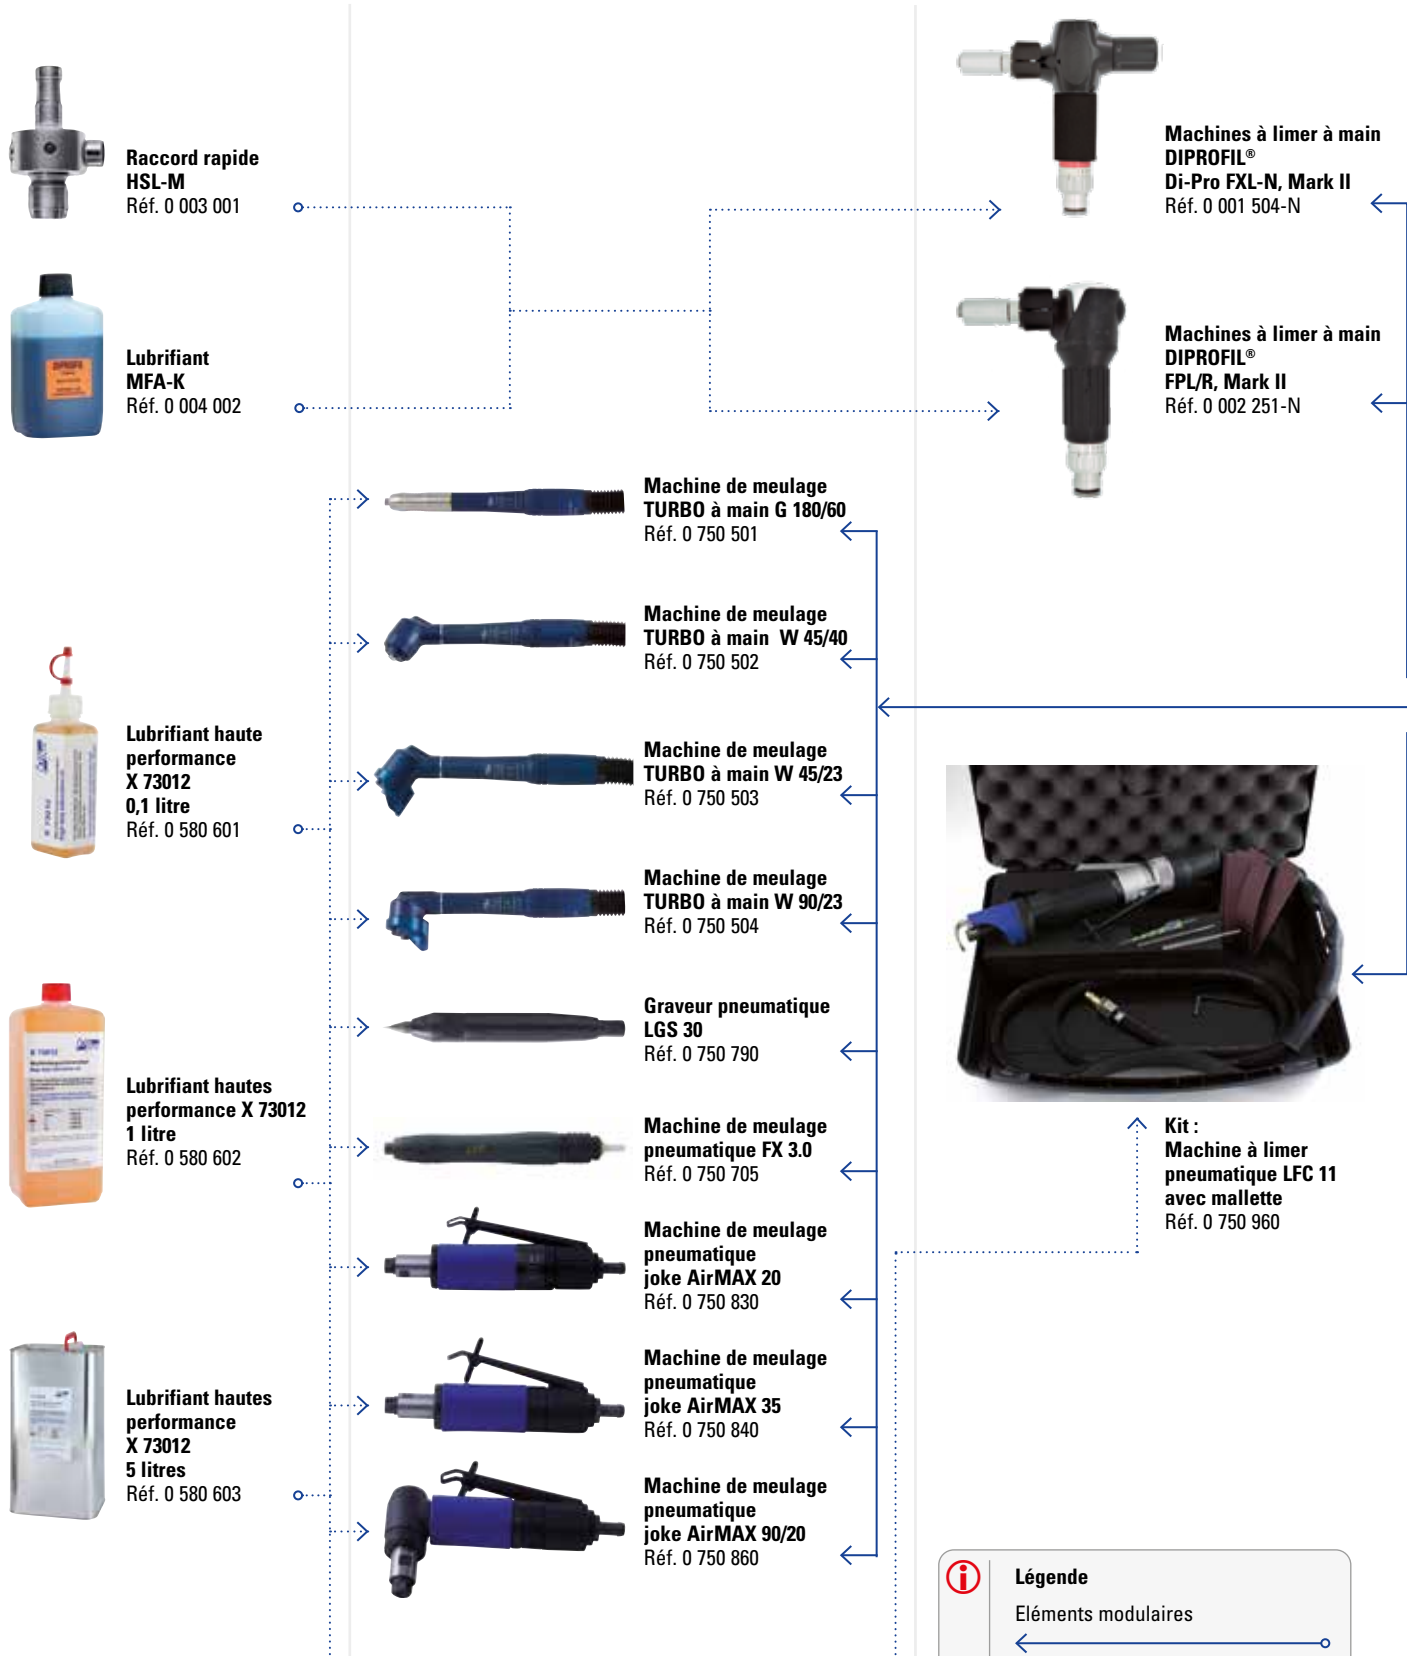 Raccord rapide
HSL-M
Réf. 0 003 001
Lubrifiant
MFA-K
Réf. 0 004 002
Lubrifiant haute
performance
X 73012
0,1 litre
Réf. 0 580 601
Lubrifiant hautes
performance X 73012
1 litre
Réf. 0 580 602
Lubrifiant hautes
performance
X 73012
5 litres
Réf. 0 580 603
Machine de meulage
TURBO à main G 180/60
Réf. 0 750 501
Machine de meulage
TURBO à main W 45/40
Réf. 0 750 502
Machine de meulage
TURBO à main W 45/23
Réf. 0 750 503
Machine de meulage
TURBO à main W 90/23
Réf. 0 750 504
Graveur pneumatique
LGS 30
Réf. 0 750 790
Machine de meulage
pneumatique FX 3.0
Réf. 0 750 705
Machine de meulage
pneumatique
joke AirMAX 20
Réf. 0 750 830
Machine de meulage
pneumatique
joke AirMAX 35
Réf. 0 750 840
Machine de meulage
pneumatique
joke AirMAX 90/20
Réf. 0 750 860
Machines à limer à main
DIPROFIL®
Di-Pro FXL-N, Mark II
Réf. 0 001 504-N
Machines à limer à main
DIPROFIL®
FPL/R, Mark II
Réf. 0 002 251-N
Kit :
Machine à limer
pneumatique LFC 11
avec mallette
Réf. 0 750 960
Légende
Eléments modulaires